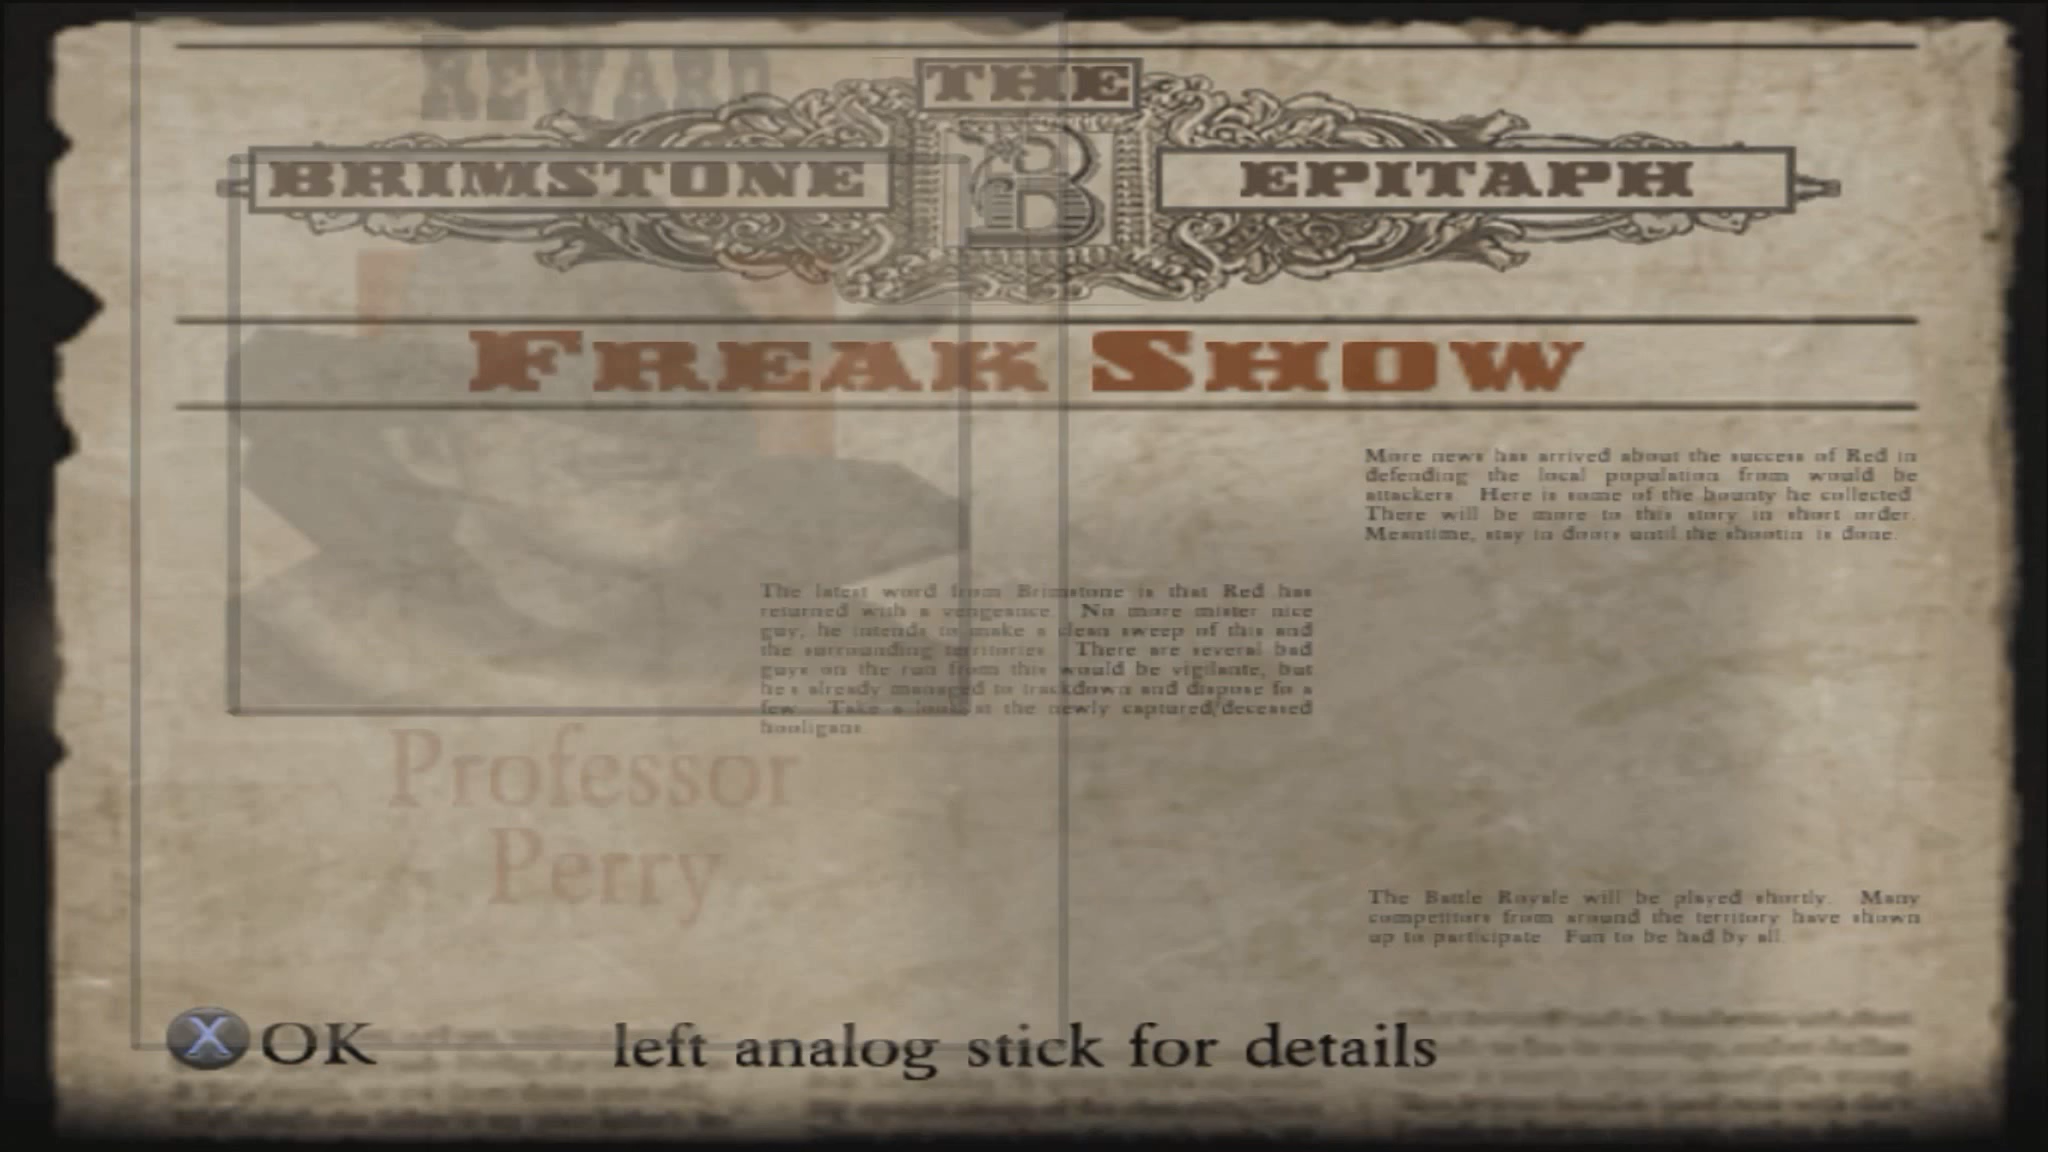 REWARD
THE
BRIMSTONE B EPITAPH
FREAK SHOW
More news has arrived about the success of Red in
defending the local population from would be
attackers. Here is some of the bounty he collected.
There will be more to this story in short order.
Meantime, stay in doors until the shootin is done.
The latest word from Brimstone is that Red has
returned with a vengeance. No more mister nice
guy, he intends to make a clean sweep of this and
the surrounding territories. There are several bad
guys on the run from this would be vigilante, but
he's already managed to trackdown and dispose fo a
few. Take a look at the newly captured/deceased
hooligans.
Professor
Perry
The Battle Royale will be played shortly. Many
competitors from around the territory have shown
up to participate. Fun to be had by all.
X OK left analog stick for details